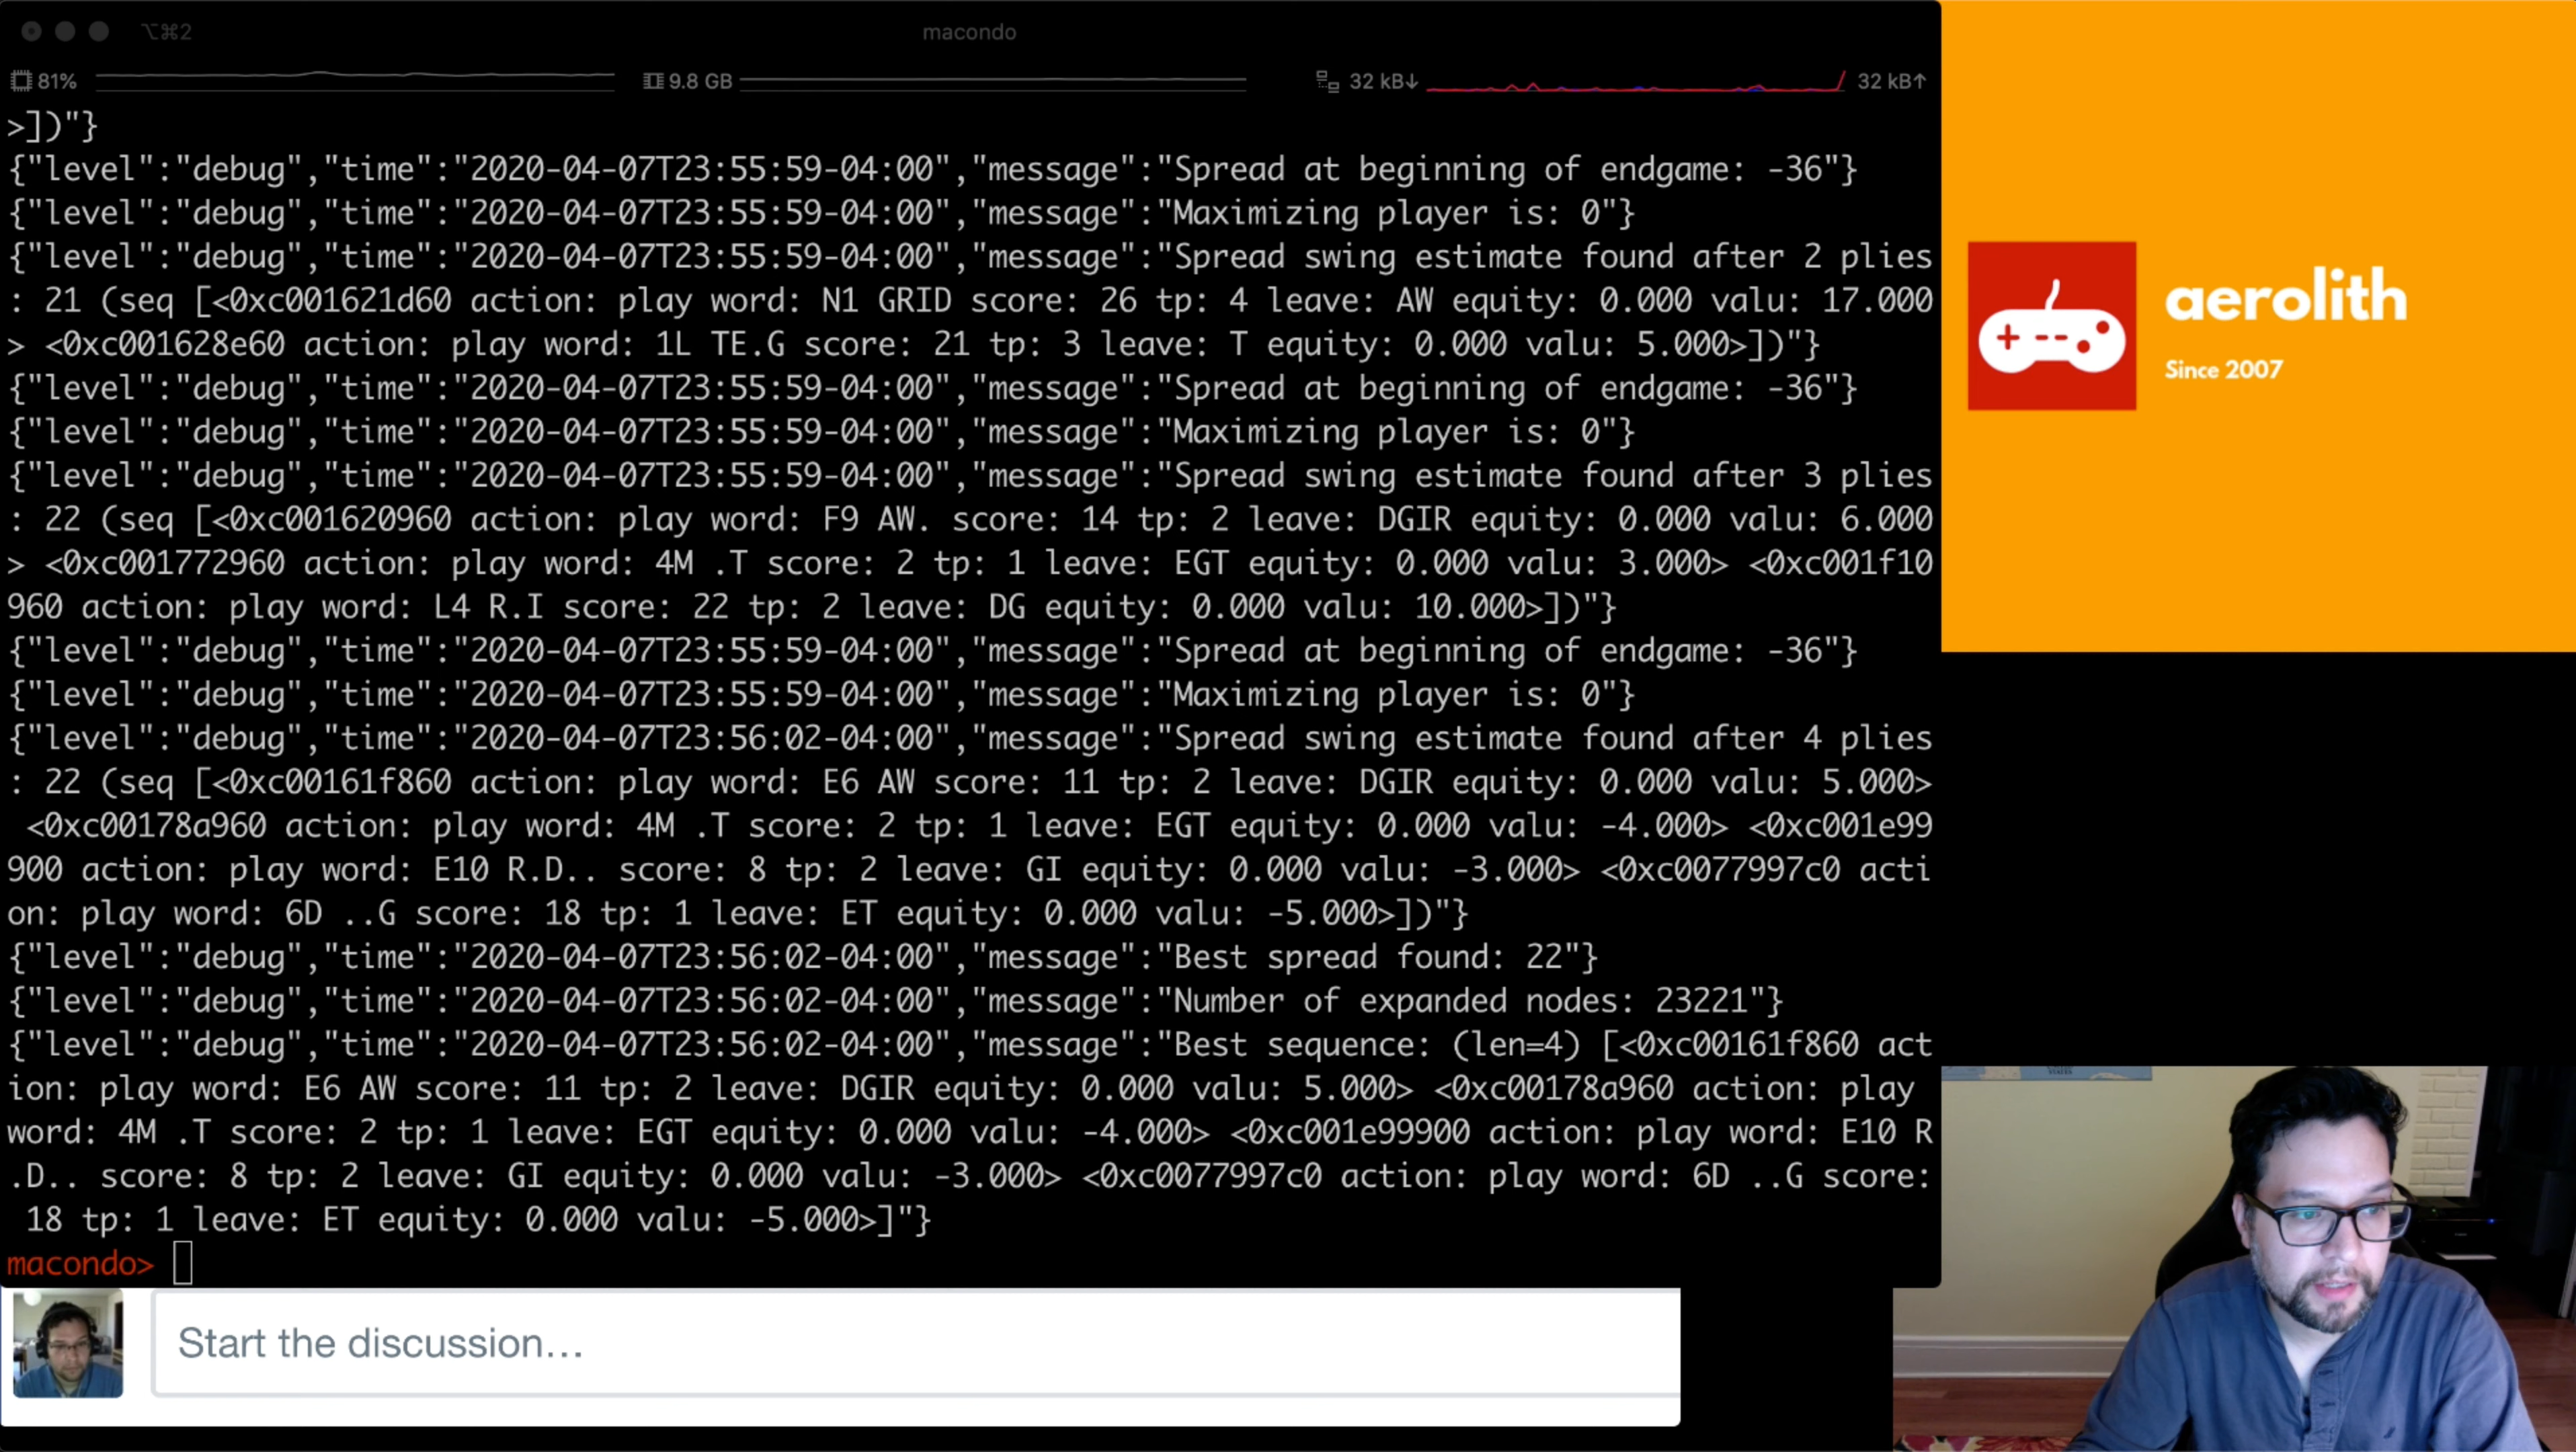 ⌥⌘2
macondo
81%
9.8 GB
32 kB↓
32 kB↑
>])"}
{"level":"debug","time":"2020-04-07T23:55:59-04:00","message":"Spread at beginning of endgame: -36"}
{"level":"debug","time":"2020-04-07T23:55:59-04:00","message":"Maximizing player is: 0"}
{"level":"debug","time":"2020-04-07T23:55:59-04:00","message":"Spread swing estimate found after 2 plies
: 21 (seq [<0xc001621d60 action: play word: N1 GRID score: 26 tp: 4 leave: AW equity: 0.000 valu: 17.000
> <0xc001628e60 action: play word: 1L TE.G score: 21 tp: 3 leave: T equity: 0.000 valu: 5.000>])"}
{"level":"debug","time":"2020-04-07T23:55:59-04:00","message":"Spread at beginning of endgame: -36"}
{"level":"debug","time":"2020-04-07T23:55:59-04:00","message":"Maximizing player is: 0"}
{"level":"debug","time":"2020-04-07T23:55:59-04:00","message":"Spread swing estimate found after 3 plies
: 22 (seq [<0xc001620960 action: play word: F9 AW. score: 14 tp: 2 leave: DGIR equity: 0.000 valu: 6.000
> <0xc001772960 action: play word: 4M .T score: 2 tp: 1 leave: EGT equity: 0.000 valu: 3.000> <0xc001f10
960 action: play word: L4 R.I score: 22 tp: 2 leave: DG equity: 0.000 valu: 10.000>])"}
{"level":"debug","time":"2020-04-07T23:55:59-04:00","message":"Spread at beginning of endgame: -36"}
{"level":"debug","time":"2020-04-07T23:55:59-04:00","message":"Maximizing player is: 0"}
{"level":"debug","time":"2020-04-07T23:56:02-04:00","message":"Spread swing estimate found after 4 plies
: 22 (seq [<0xc00161f860 action: play word: E6 AW score: 11 tp: 2 leave: DGIR equity: 0.000 valu: 5.000>
<0xc00178a960 action: play word: 4M .T score: 2 tp: 1 leave: EGT equity: 0.000 valu: -4.000> <0xc001e99
900 action: play word: E10 R.D.. score: 8 tp: 2 leave: GI equity: 0.000 valu: -3.000> <0xc0077997c0 acti
on: play word: 6D ..G score: 18 tp: 1 leave: ET equity: 0.000 valu: -5.000>])"}
{"level":"debug","time":"2020-04-07T23:56:02-04:00","message":"Best spread found: 22"}
{"level":"debug","time":"2020-04-07T23:56:02-04:00","message":"Number of expanded nodes: 23221"}
{"level":"debug","time":"2020-04-07T23:56:02-04:00","message":"Best sequence: (len=4) [<0xc00161f860 act
ion: play word: E6 AW score: 11 tp: 2 leave: DGIR equity: 0.000 valu: 5.000> <0xc00178a960 action: play
word: 4M .T score: 2 tp: 1 leave: EGT equity: 0.000 valu: -4.000> <0xc001e99900 action: play word: E10 R
.D.. score: 8 tp: 2 leave: GI equity: 0.000 valu: -3.000> <0xc0077997c0 action: play word: 6D ..G score:
18 tp: 1 leave: ET equity: 0.000 valu: -5.000>]"}
macondo>
Start the discussion...
aerolith
Since 2007